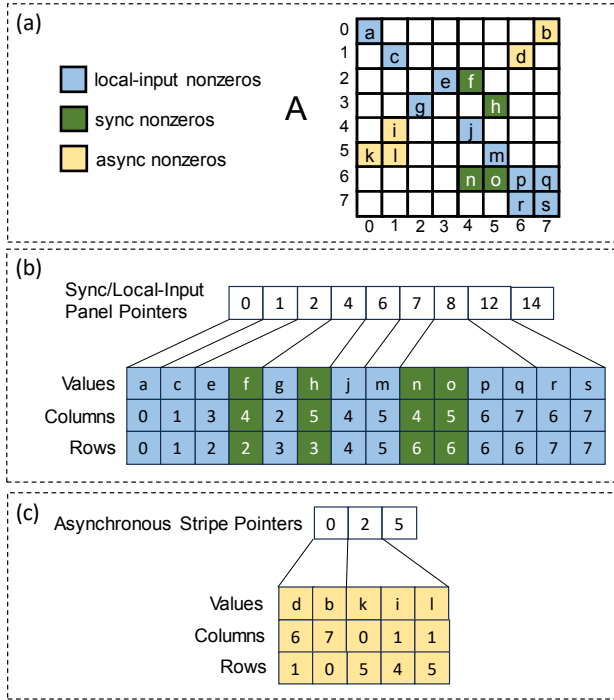 (a)
local-input nonzeros
sync nonzeros
async nonzeros
A
0 a b
1 c d
2 e f
3 g h
4 i j
5 k l m
6 n o p q
7 r s
0 1 2 3 4 5 6 7
(b)
Sync/Local-Input
Panel Pointers
0 1 2 4 6 7 8 12 14
Values a c e f g h j m n o p q r s
Columns 0 1 3 4 2 5 4 5 4 5 6 7 6 7
Rows 0 1 2 2 3 3 4 5 6 6 6 6 7 7
(c)
Asynchronous Stripe Pointers 0 2 5
Values d b k i l
Columns 6 7 0 1 1
Rows 1 0 5 4 5